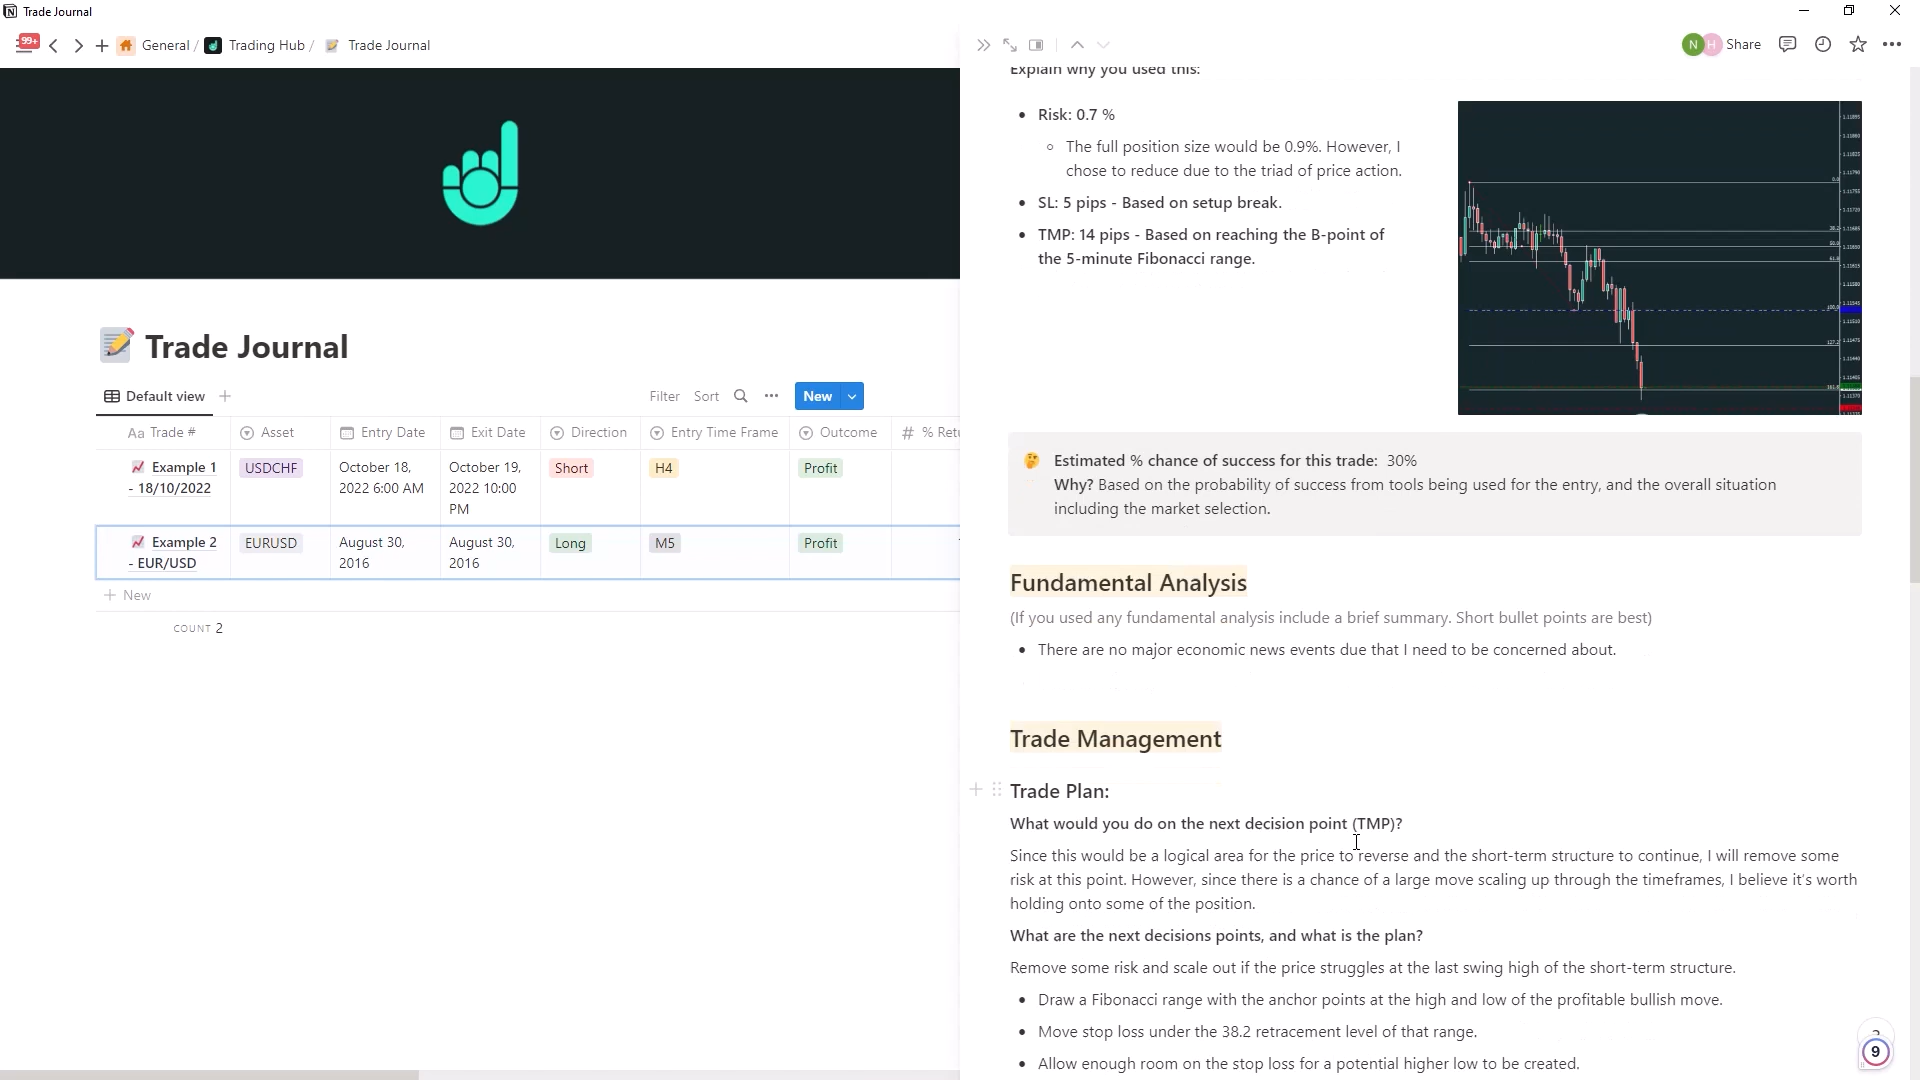 Trade Journal
99+
General / Trading Hub / Trade Journal
N H Share
Trade Journal
Default view
Filter Sort New
Aa Trade # Asset Entry Date Exit Date Direction Entry Time Frame Outcome # % Retu
Example 1 - 18/10/2022 USDCHF October 18, 2022 6:00 AM October 19, 2022 10:00 PM Short H4 Profit
Example 2 - EUR/USD EURUSD August 30, 2016 August 30, 2016 Long M5 Profit
New
COUNT 2
Explain why you used this:
• Risk: 0.7 %
The full position size would be 0.9%. However, I
chose to reduce due to the triad of price action.
• SL: 5 pips - Based on setup break.
• TMP: 14 pips - Based on reaching the B-point of
the 5-minute Fibonacci range.
Estimated % chance of success for this trade: 30%
Why? Based on the probability of success from tools being used for the entry, and the overall situation
including the market selection.
Fundamental Analysis
(If you used any fundamental analysis include a brief summary. Short bullet points are best)
• There are no major economic news events due that I need to be concerned about.
Trade Management
Trade Plan:
What would you do on the next decision point (TMP)?
Since this would be a logical area for the price to reverse and the short-term structure to continue, I will remove some
risk at this point. However, since there is a chance of a large move scaling up through the timeframes, I believe it's worth
holding onto some of the position.
What are the next decisions points, and what is the plan?
Remove some risk and scale out if the price struggles at the last swing high of the short-term structure.
• Draw a Fibonacci range with the anchor points at the high and low of the profitable bullish move.
• Move stop loss under the 38.2 retracement level of that range.
• Allow enough room on the stop loss for a potential higher low to be created.
9